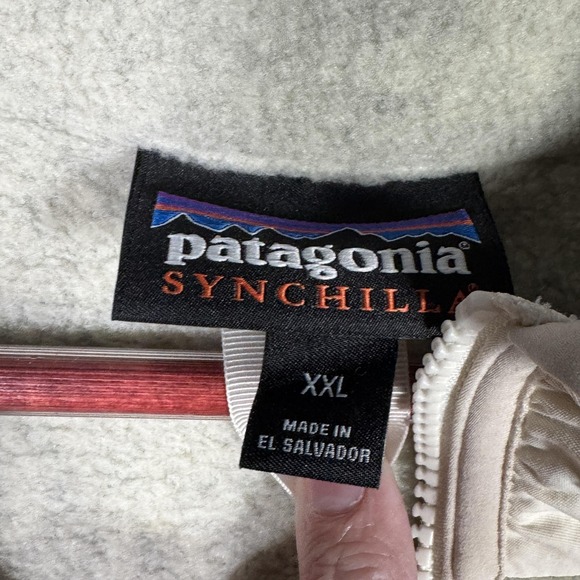 patagonia®
SYNCHILLA®
XXL
MADE IN
EL SALVADOR